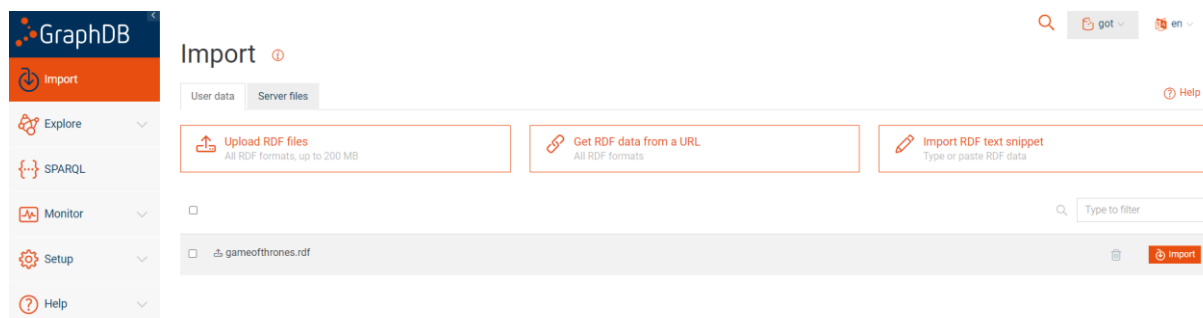 GraphDB
got
en
Import
Import
User data
Server files
Help
Explore
Upload RDF files
All RDF formats, up to 200 MB
Get RDF data from a URL
All RDF formats
Import RDF text snippet
Type or paste RDF data
SPARQL
Monitor
Type to filter
Setup
gameofthrones.rdf
Import
Help